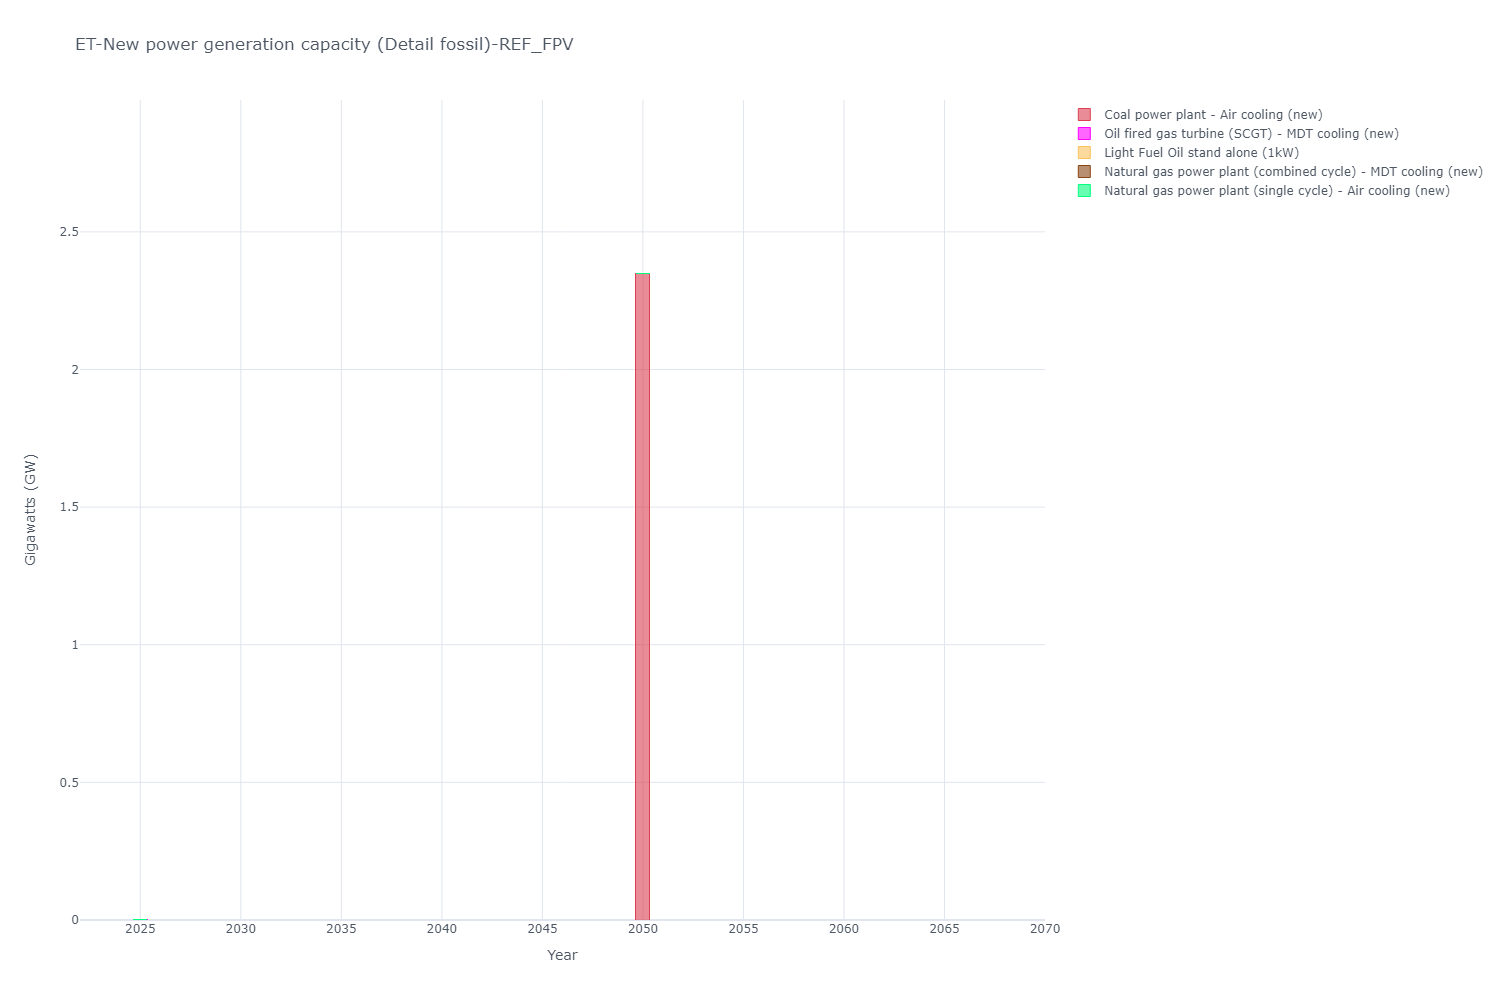 ET-New power generation capacity (Detail fossil)-REF_FPV
Coal power plant - Air cooling (new)
Oil fired gas turbine (SCGT) - MDT cooling (new)
Light Fuel Oil stand alone (1kW)
Natural gas power plant (combined cycle) - MDT cooling (new)
Natural gas power plant (single cycle) - Air cooling (new)
2.5
2
1.5
1
0.5
0
Gigawatts (GW)
2025 2030 2035 2040 2045 2050 2055 2060 2065 2070
Year